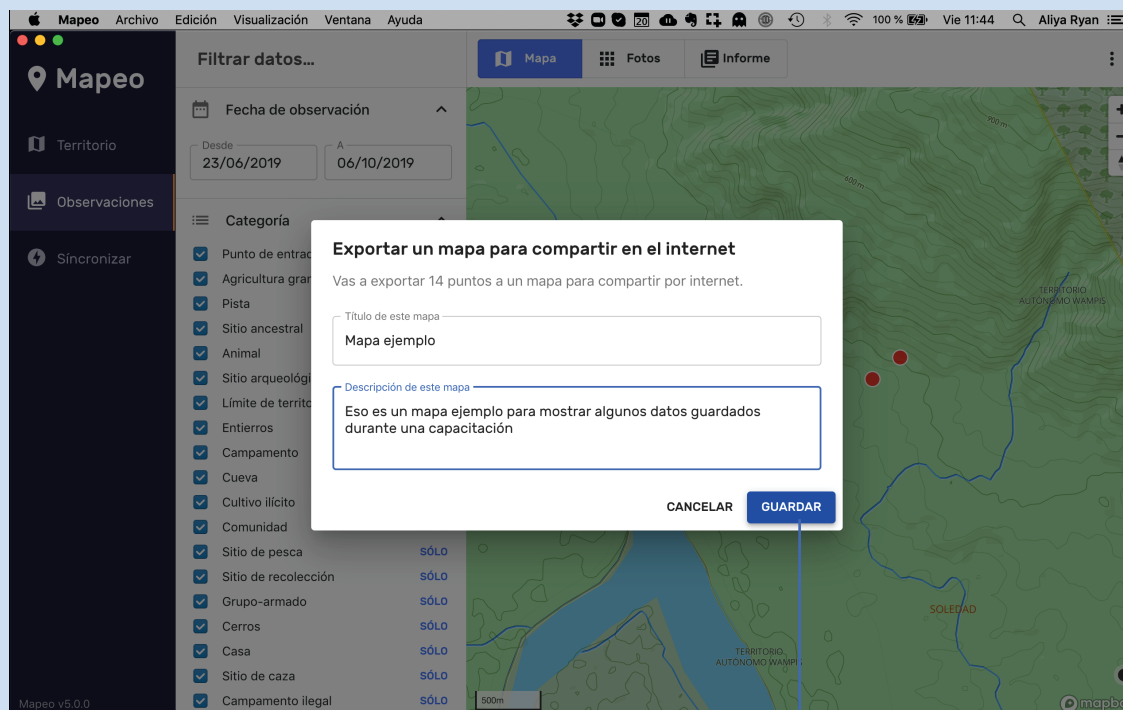 Mapeo Archivo Edición Visualización Ventana Ayuda
20
100 %
Vie 11:44
Aliya Ryan
Mapeo
Territorio
Observaciones
Síncronizar
Mapeo v5.0.0
Filtrar datos...
Fecha de observación
Desde
23/06/2019
A
06/10/2019
Categoría
Punto de entrad
Agricultura gran
Pista
Sitio ancestral
Animal
Sitio arqueológi
Límite de territo
Entierros
Campamento
Cueva
Cultivo ilícito
Comunidad
Sitio de pesca SÓLO
Sitio de recolección SÓLO
Grupo-armado SÓLO
Cerros SÓLO
Casa SÓLO
Sitio de caza SÓLO
Campamento ilegal SÓLO
Mapa
Fotos
Informe
Exportar un mapa para compartir en el internet
Vas a exportar 14 puntos a un mapa para compartir por internet.
Título de este mapa
Mapa ejemplo
Descripción de este mapa
Eso es un mapa ejemplo para mostrar algunos datos guardados
durante una capacitación
CANCELAR
GUARDAR
900 m
600 m
TERRITORIO
AUTÓNOMO WAMPIS
SOLEDAD
TERRITORIO
AUTÓNOMO WAMPIS
500m
mapbo